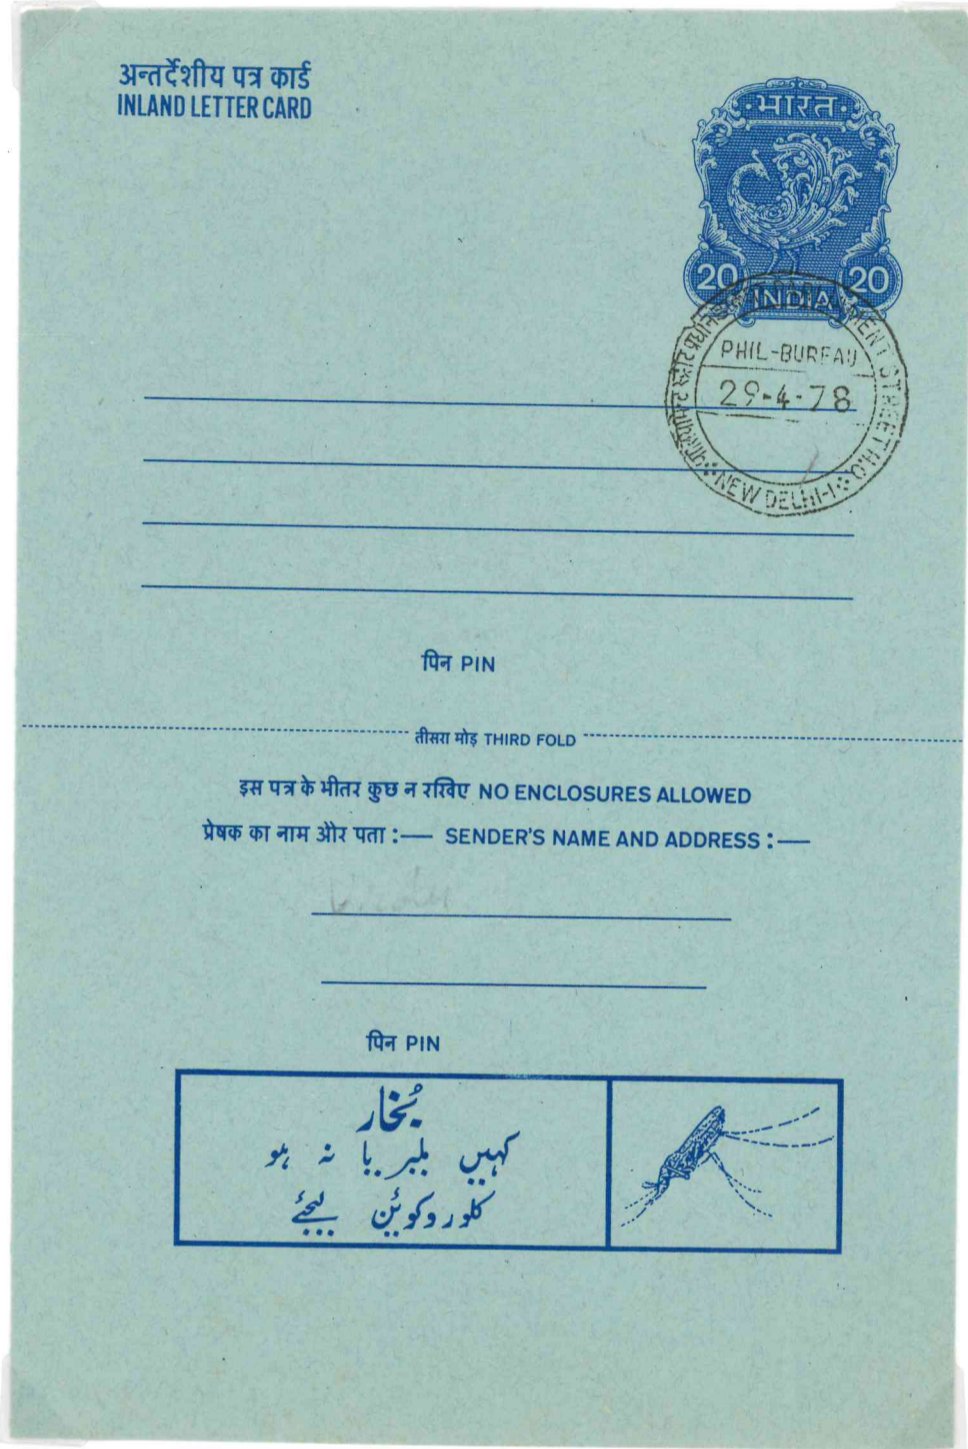 अन्तर्देशीय पत्र कार्ड
INLAND LETTER CARD
भारत
20 20
INDIA
PHIL-BUREAU
29-4-78
NEW DELHI-1
पिन PIN
तीसरा मोड़ THIRD FOLD
इस पत्र के भीतर कुछ न रखिए NO ENCLOSURES ALLOWED
प्रेषक का नाम और पता :— SENDER'S NAME AND ADDRESS :—
पिन PIN
بُخار
کہیں ملیریا نہ ہو
کلوروکوئین لیجئے